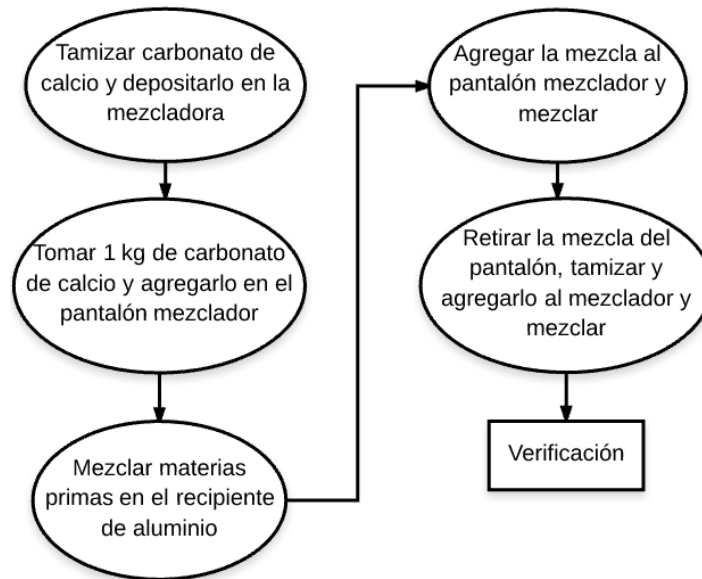 Tamizar carbonato de
calcio y depositarlo en la
mezcladora
Tomar 1 kg de carbonato
de calcio y agregarlo en el
pantalón mezclador
Mezclar materias
primas en el recipiente
de aluminio
Agregar la mezcla al
pantalón mezclador y
mezclar
Retirar la mezcla del
pantalón, tamizar y
agregarlo al mezclador y
mezclar
Verificación